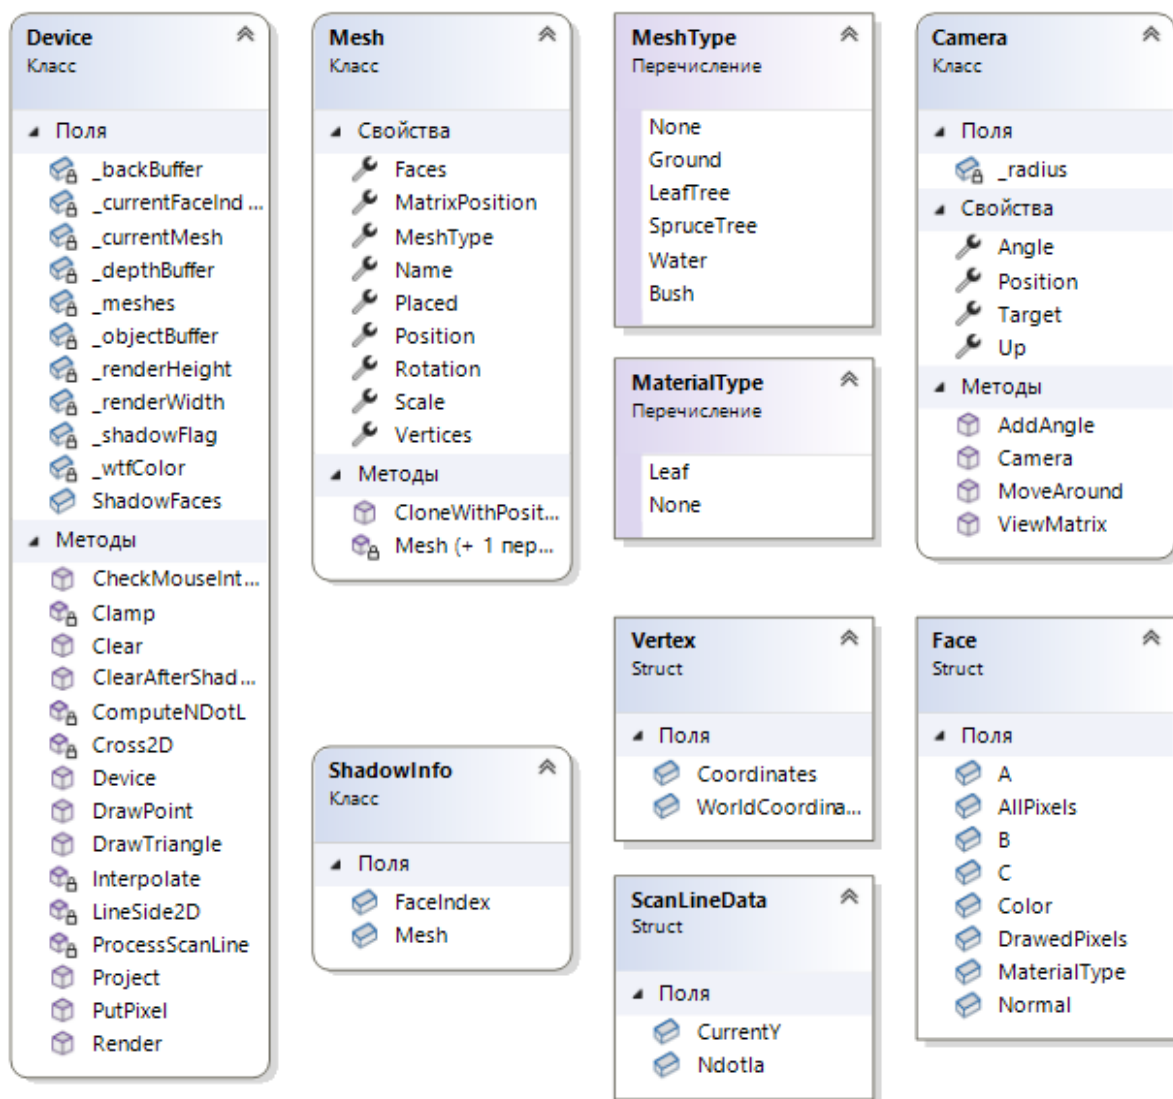 Device
Класс
Поля
_backBuffer
_currentFaceInd ...
_currentMesh
_depthBuffer
_meshes
_objectBuffer
_renderHeight
_renderWidth
_shadowFlag
_wtfColor
ShadowFaces
Методы
CheckMouseInt...
Clamp
Clear
ClearAfterShad...
ComputeNDotL
Cross2D
Device
DrawPoint
DrawTriangle
Interpolate
LineSide2D
ProcessScanLine
Project
PutPixel
Render
Mesh
Класс
Свойства
Faces
MatrixPosition
MeshType
Name
Placed
Position
Rotation
Scale
Vertices
Методы
CloneWithPosit...
Mesh (+ 1 пер...
ShadowInfo
Класс
Поля
FaceIndex
Mesh
MeshType
Перечисление
None
Ground
LeafTree
SpruceTree
Water
Bush
MaterialType
Перечисление
Leaf
None
Vertex
Struct
Поля
Coordinates
WorldCoordina...
ScanLineData
Struct
Поля
CurrentY
Ndotla
Camera
Класс
Поля
_radius
Свойства
Angle
Position
Target
Up
Методы
AddAngle
Camera
MoveAround
ViewMatrix
Face
Struct
Поля
A
AllPixels
B
C
Color
DrawedPixels
MaterialType
Normal